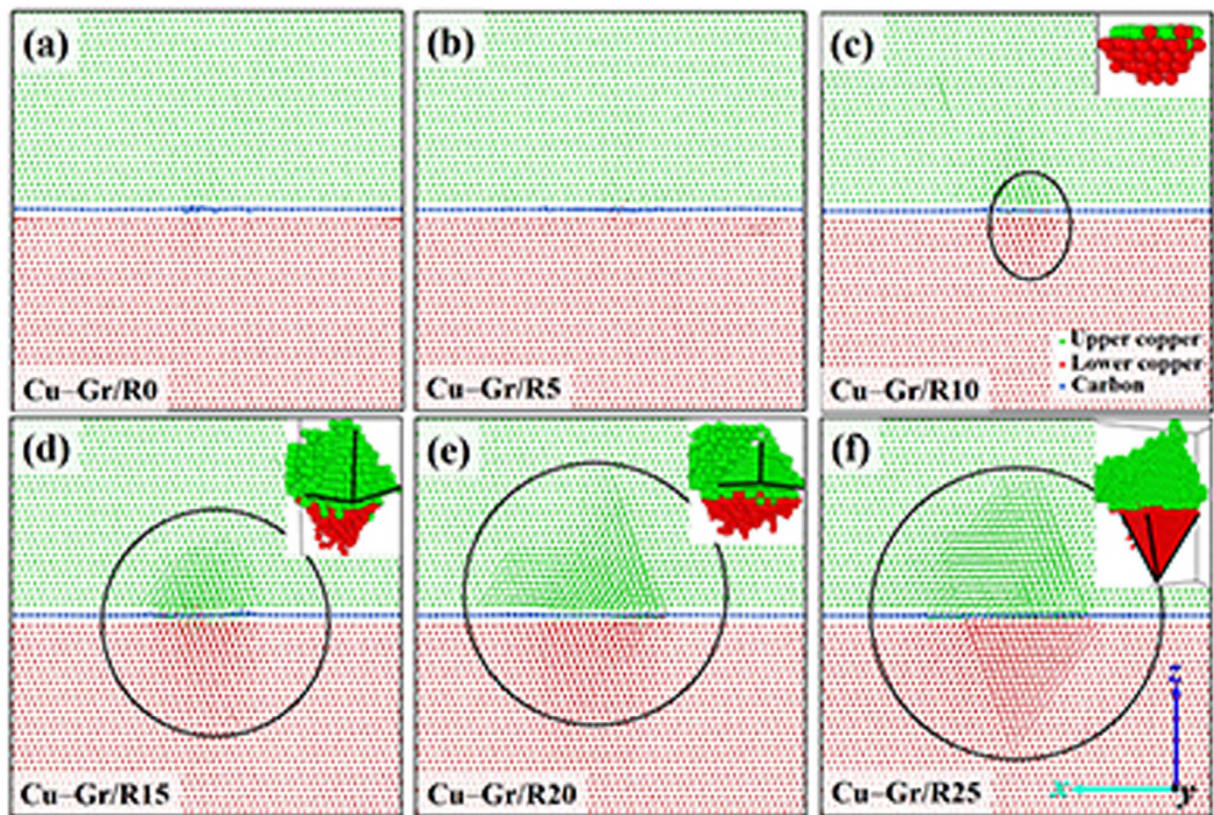 (a)
Cu–Gr/R0
(b)
Cu–Gr/R5
(c)
Upper copper
Lower copper
Carbon
Cu–Gr/R10
(d)
Cu–Gr/R15
(e)
Cu–Gr/R20
(f)
Cu–Gr/R25
z
x
y